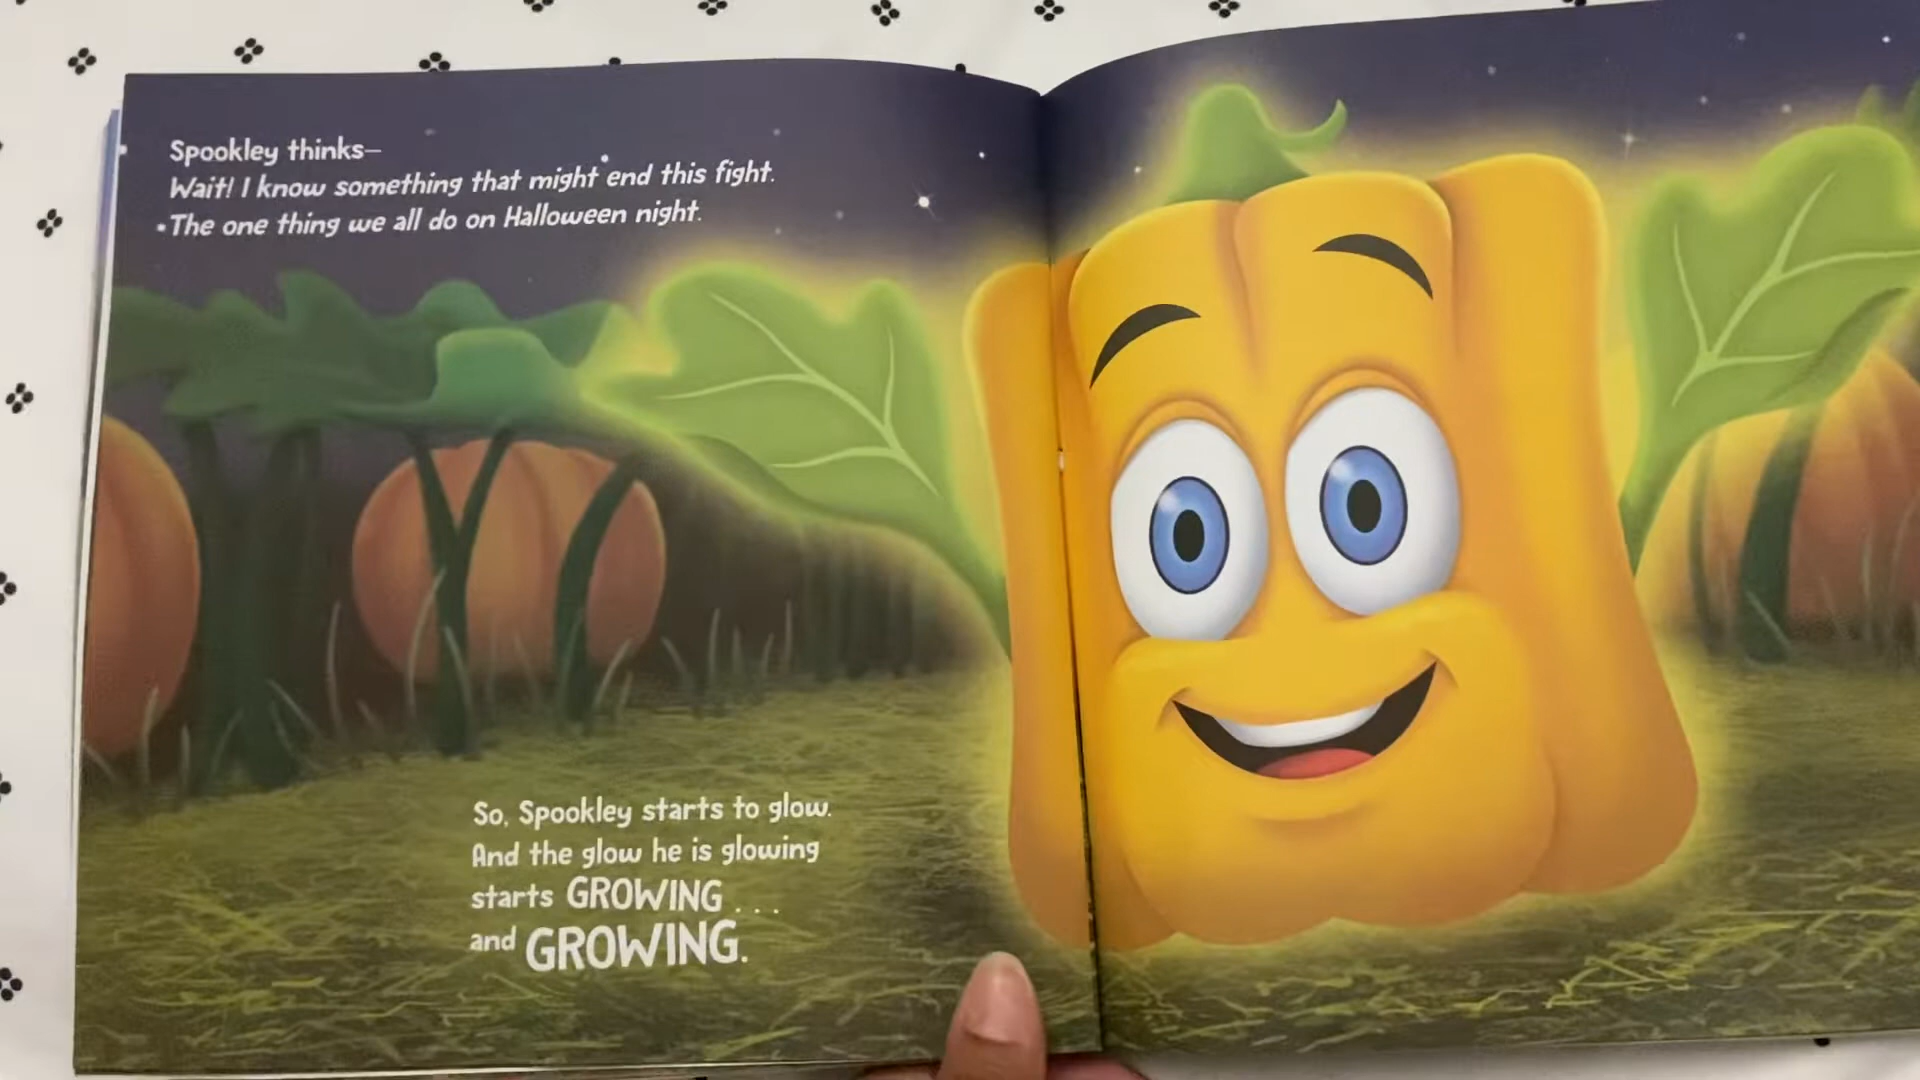 Spookley thinks—
Wait! I know something that might end this fight.
The one thing we all do on Halloween night.
So, Spookley starts to glow.
And the glow he is glowing
starts GROWING . . .
and GROWING.